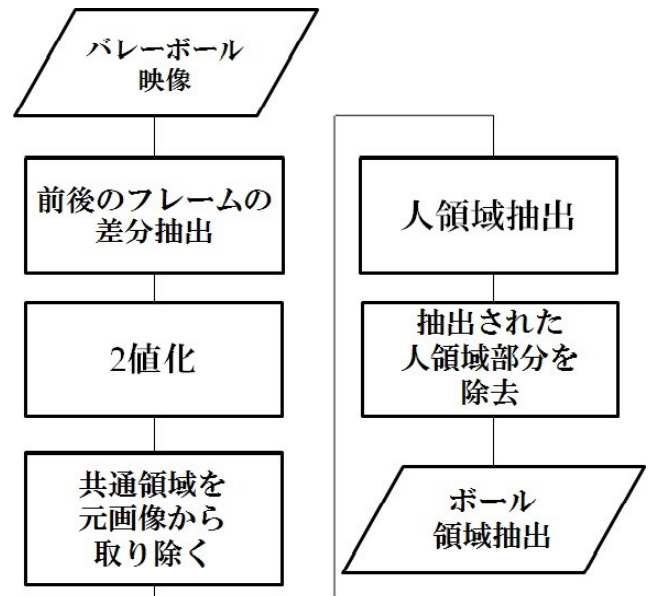 バレーボール
映像
前後のフレームの
差分抽出
2値化
共通領域を
元画像から
取り除く
人領域抽出
抽出された
人領域部分を
除去
ボール
領域抽出